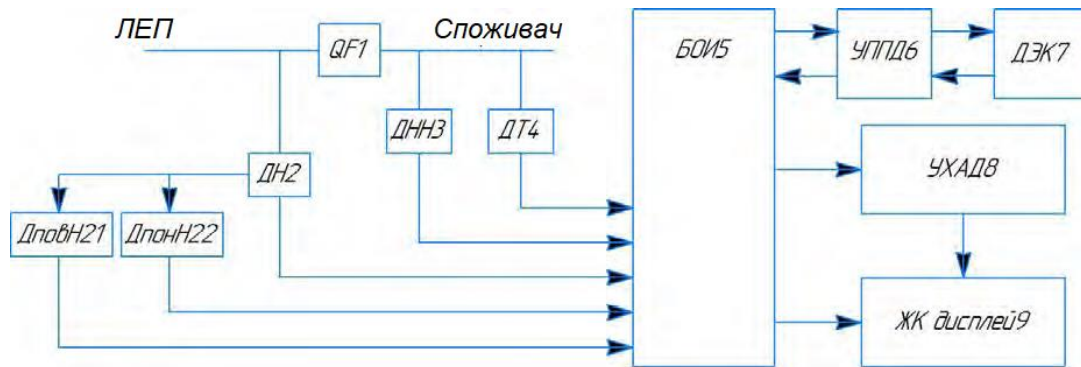 ЛЕП
QF1
Споживач
БОИ5
УППД6
ДЭК7
ДНН3
ДТ4
ДН2
УХАД8
ДповН21
ДпонН22
ЖК дисплей9